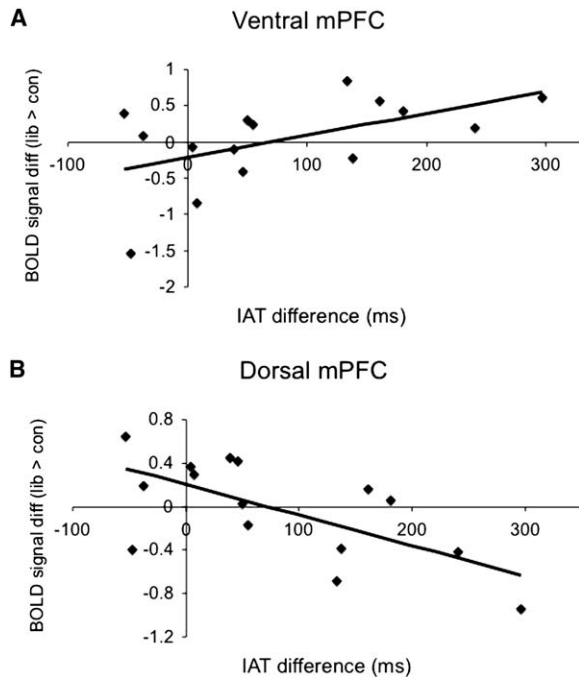 A
Ventral mPFC
BOLD signal diff (lib > con)
1
0.5
0
-0.5
-1
-1.5
-2
-100 0 100 200 300
IAT difference (ms)
B
Dorsal mPFC
BOLD signal diff (lib > con)
0.8
0.4
0
-0.4
-0.8
-1.2
-100 0 100 200 300
IAT difference (ms)